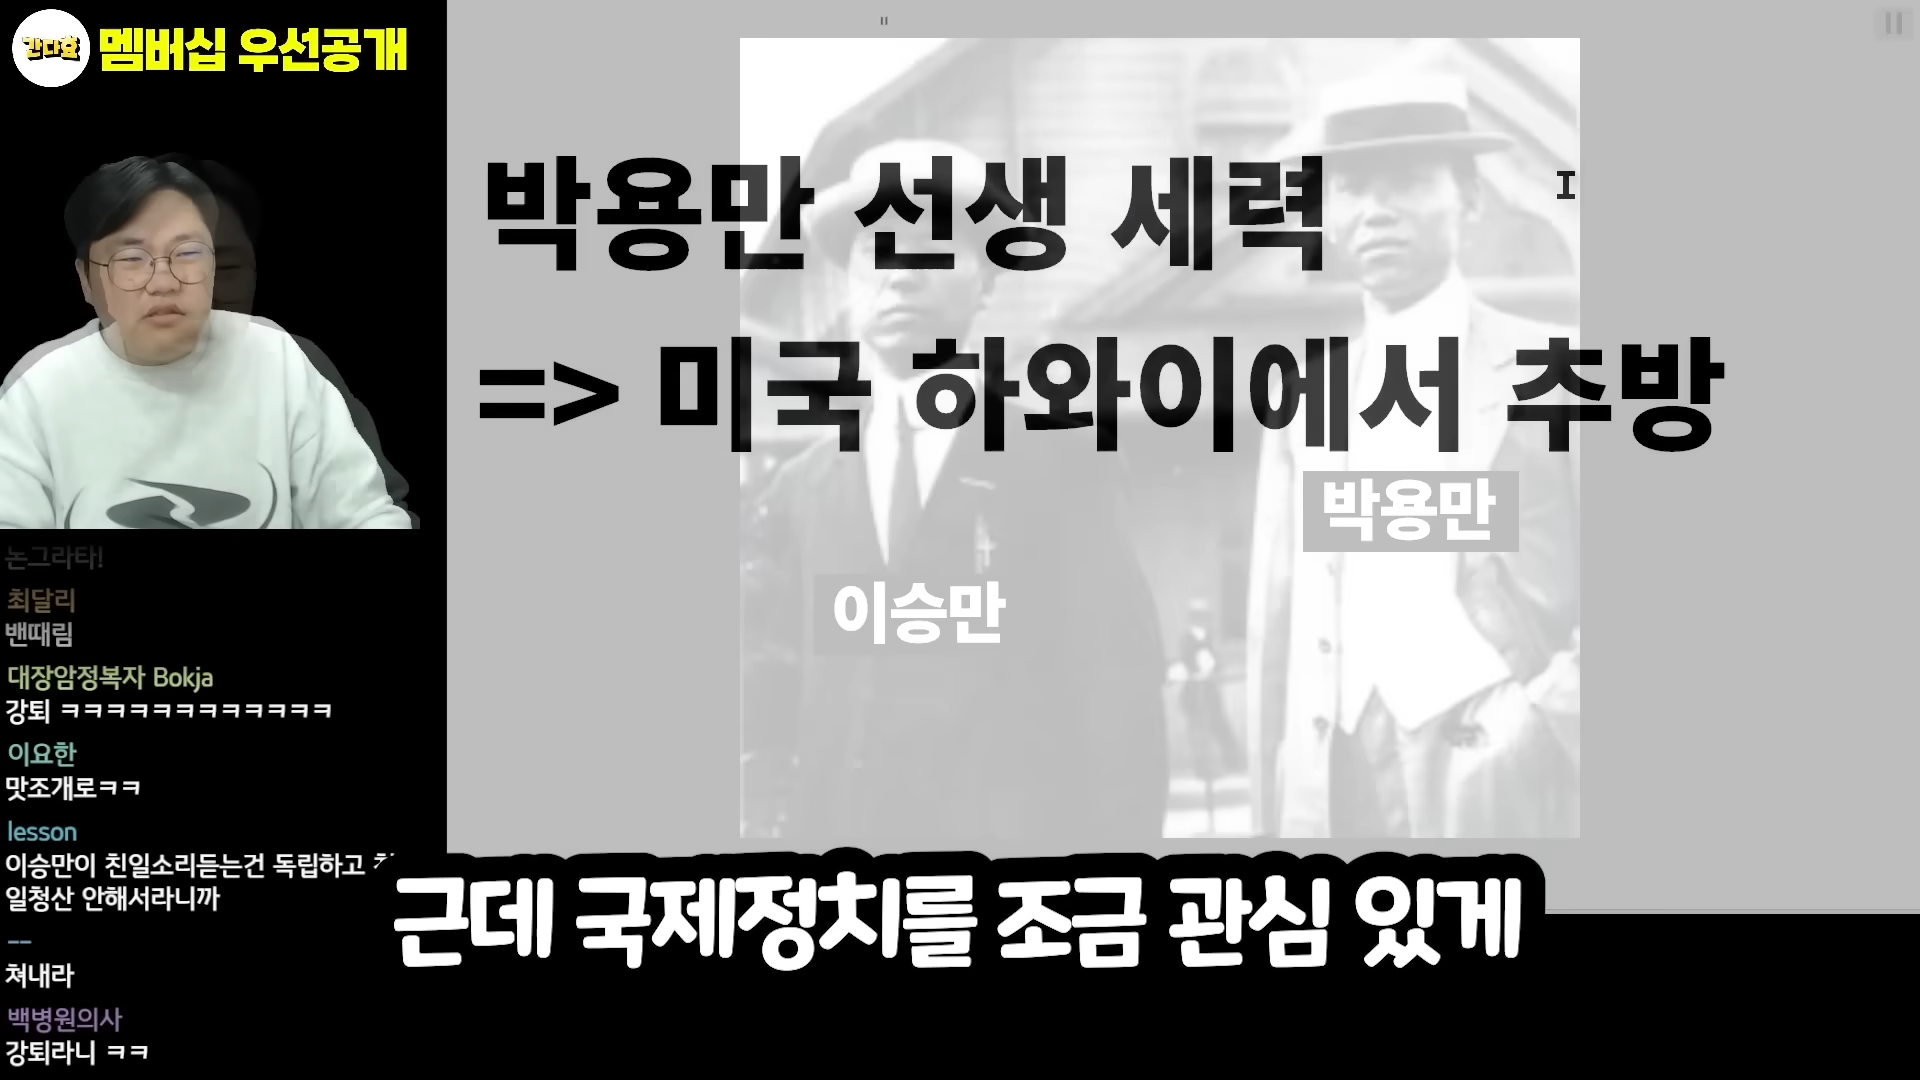 간다효 멤버십 우선공개
박용만 선생 세력
=> 미국 하와이에서 추방
박용만
이승만
논그라타!
최달리
밴때림
대장암정복자 Bokja
강퇴 ㅋㅋㅋㅋㅋㅋㅋㅋㅋㅋㅋㅋ
이요한
맞조개로ㅋㅋ
lesson
이승만이 친일소리듣는건 독립하고
일청산 안해서라니까
ㅡㅡ
쳐내라
백병원의사
강퇴라니 ㅋㅋ
근데 국제정치를 조금 관심 있게